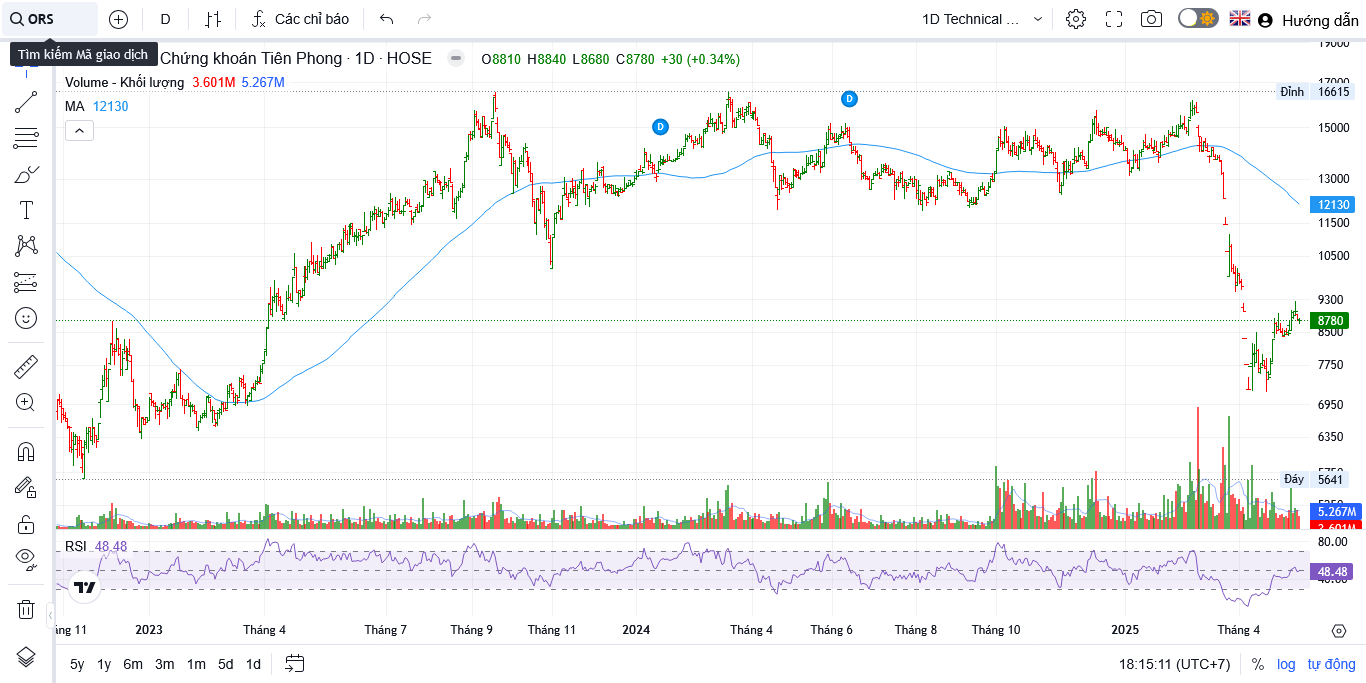 ORS
D
Các chỉ báo
1D Technical ...
Hướng dẫn
Tìm kiếm Mã giao dịch
Chứng khoán Tiên Phong · 1D · HOSE
O8810 H8840 L8680 C8780 +30 (+0.34%)
Volume - Khối lượng 3.601M 5.267M
MA 12130
19000
17000
Đỉnh 16615
15000
13000
12130
11500
10500
9300
8780
8500
7750
6950
6350
5750
Đáy 5641
5250
5.267M
3.601M
D
D
RSI 48.48
80.00
48.48
40.00
ng 11 2023 Tháng 4 Tháng 7 Tháng 9 Tháng 11 2024 Tháng 4 Tháng 6 Tháng 8 Tháng 10 2025 Tháng 4
5y 1y 6m 3m 1m 5d 1d
18:15:11 (UTC+7) % log tự động